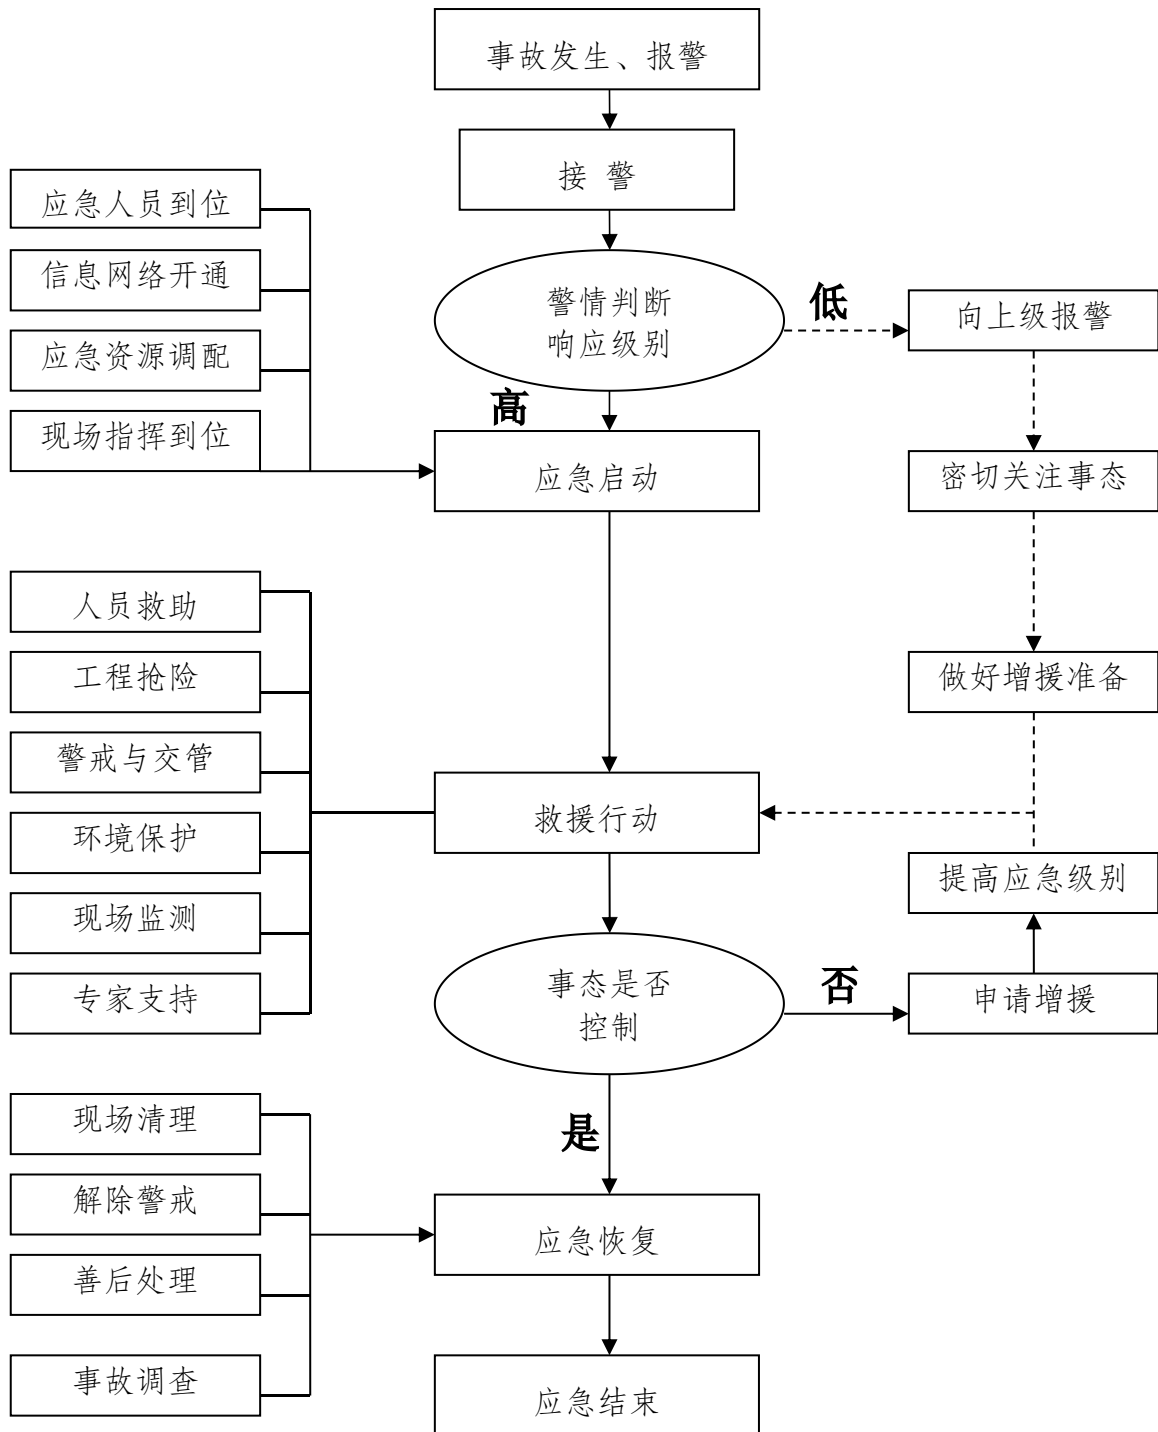 事故发生、报警
接 警
应急人员到位
信息网络开通
应急资源调配
现场指挥到位
警情判断
响应级别
低
向上级报警
高
应急启动
密切关注事态
人员救助
工程抢险
警戒与交管
环境保护
现场监测
专家支持
做好增援准备
救援行动
提高应急级别
事态是否
控制
否
申请增援
是
现场清理
解除警戒
善后处理
事故调查
应急恢复
应急结束